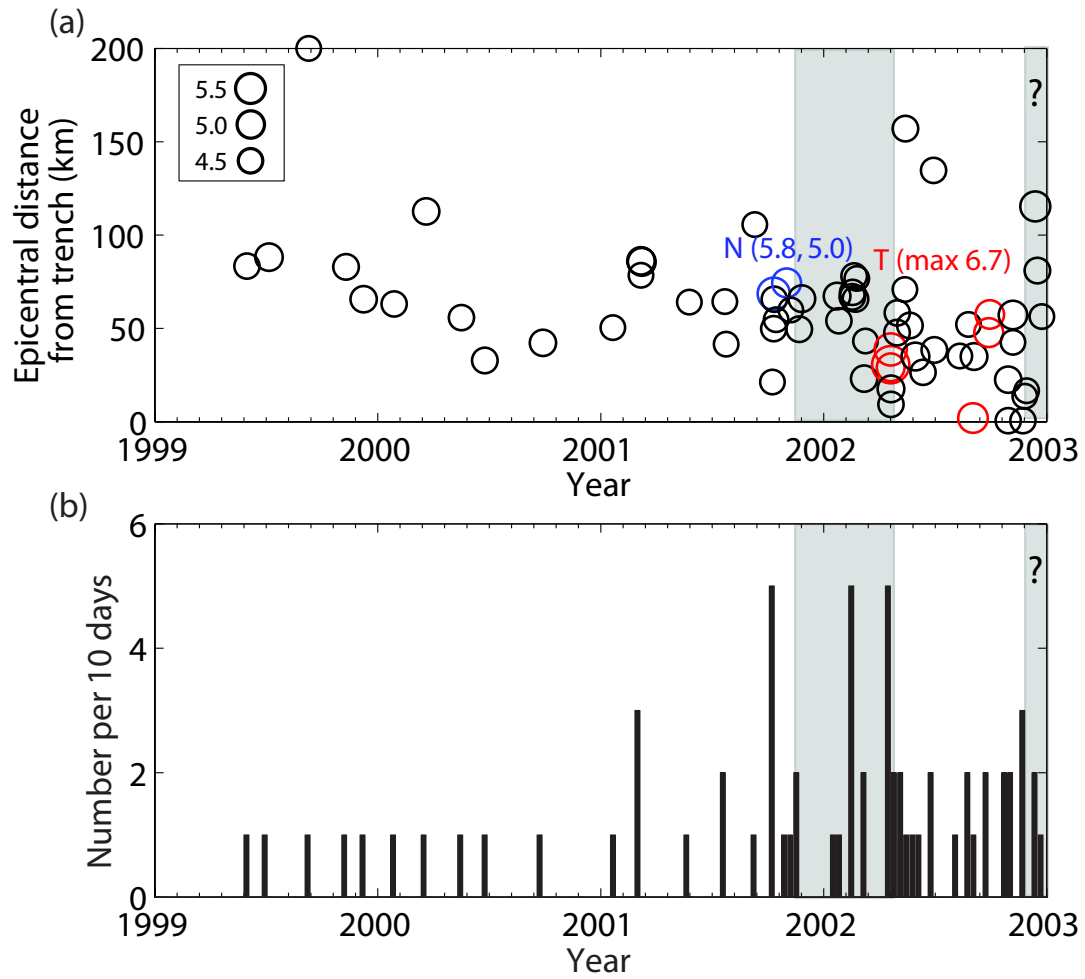 (a)
Epicentral distance
from trench (km)
200
150
100
50
0
5.5
5.0
4.5
N (5.8, 5.0)
T (max 6.7)
?
1999
2000
2001
2002
2003
Year
(b)
Number per 10 days
6
4
2
0
?
1999
2000
2001
2002
2003
Year